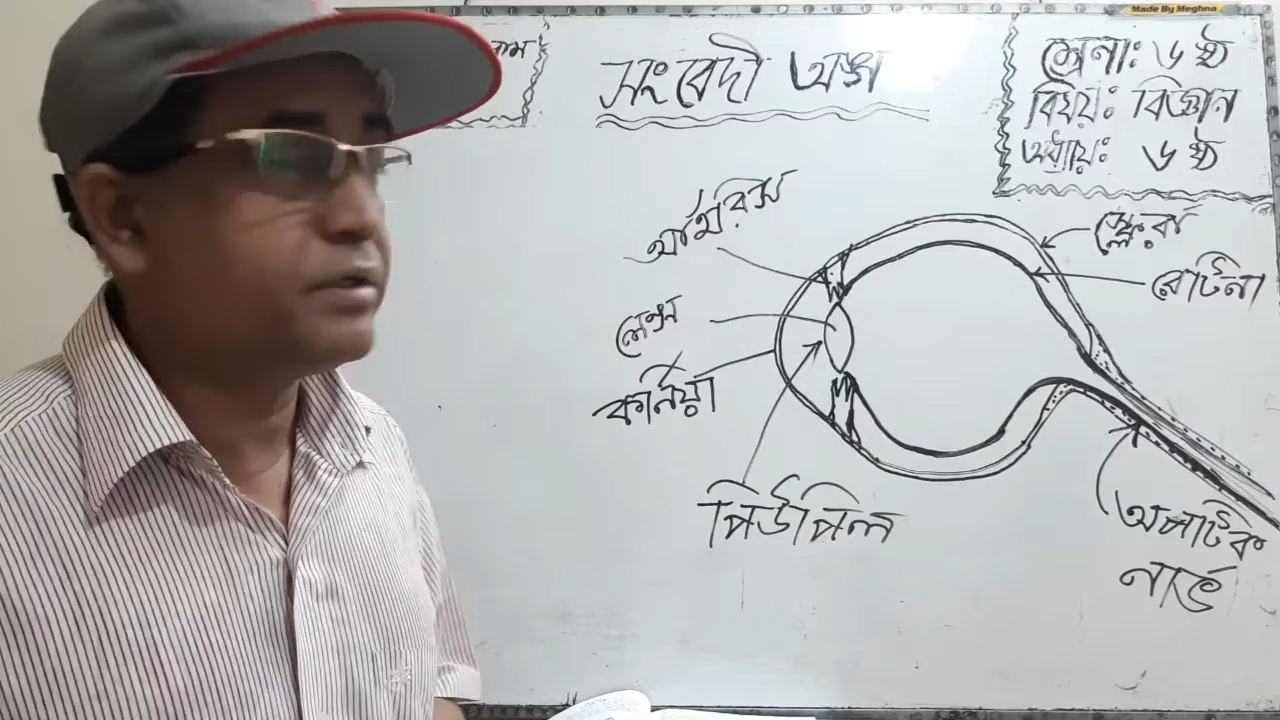 Made By Meghna
সংবেদী অঙ্গ
শ্রেনীঃ ৬ষ্ঠ
বিষয়ঃ বিজ্ঞান
অধ্যায়ঃ ৬ষ্ঠ
আইরিস
স্ক্লেরা
রেটিনা
লেন্স
কর্নিয়া
পিউপিল
অপটিক
নার্ভ